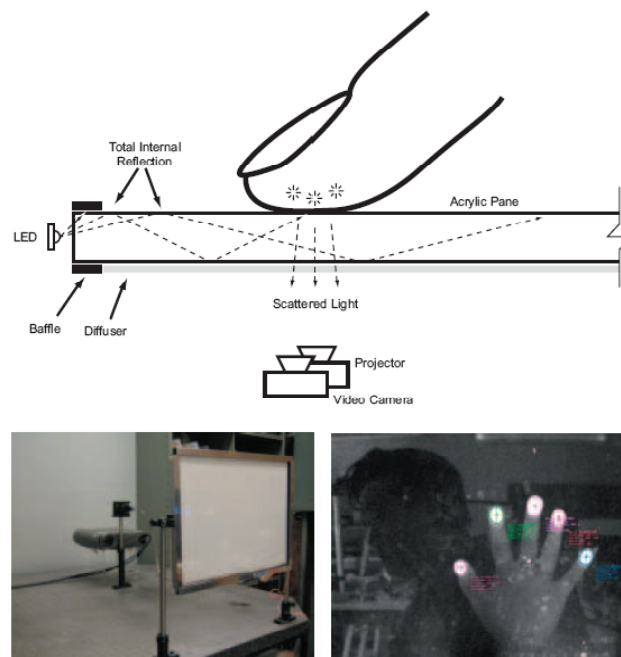 Total Internal
Reflection
Acrylic Pane
LED
Scattered Light
Baffle
Diffuser
Projector
Video Camera